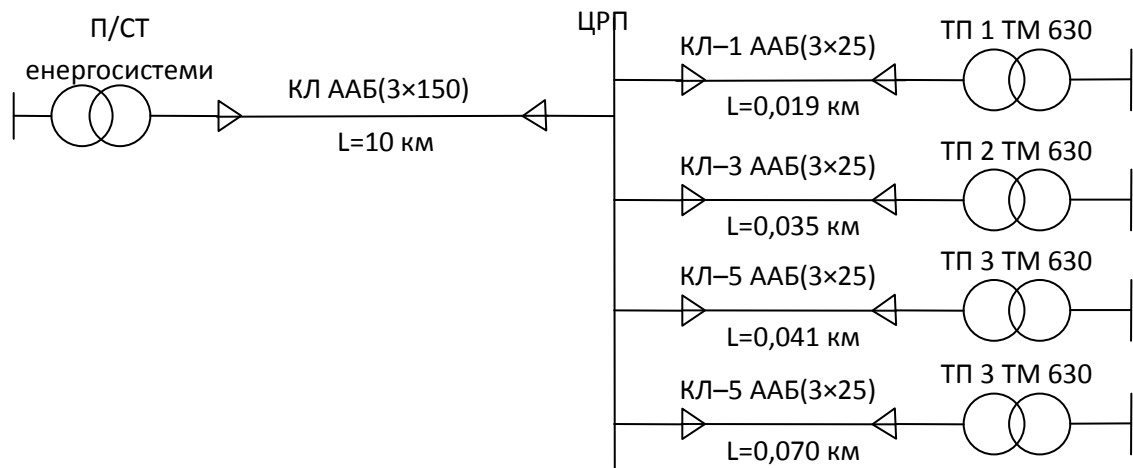 П/СТ
енергосистеми
КЛ ААБ(3×150)
L=10 км
ЦРП
КЛ–1 ААБ(3×25)
L=0,019 км
ТП 1 ТМ 630
КЛ–3 ААБ(3×25)
L=0,035 км
ТП 2 ТМ 630
КЛ–5 ААБ(3×25)
L=0,041 км
ТП 3 ТМ 630
КЛ–5 ААБ(3×25)
L=0,070 км
ТП 3 ТМ 630